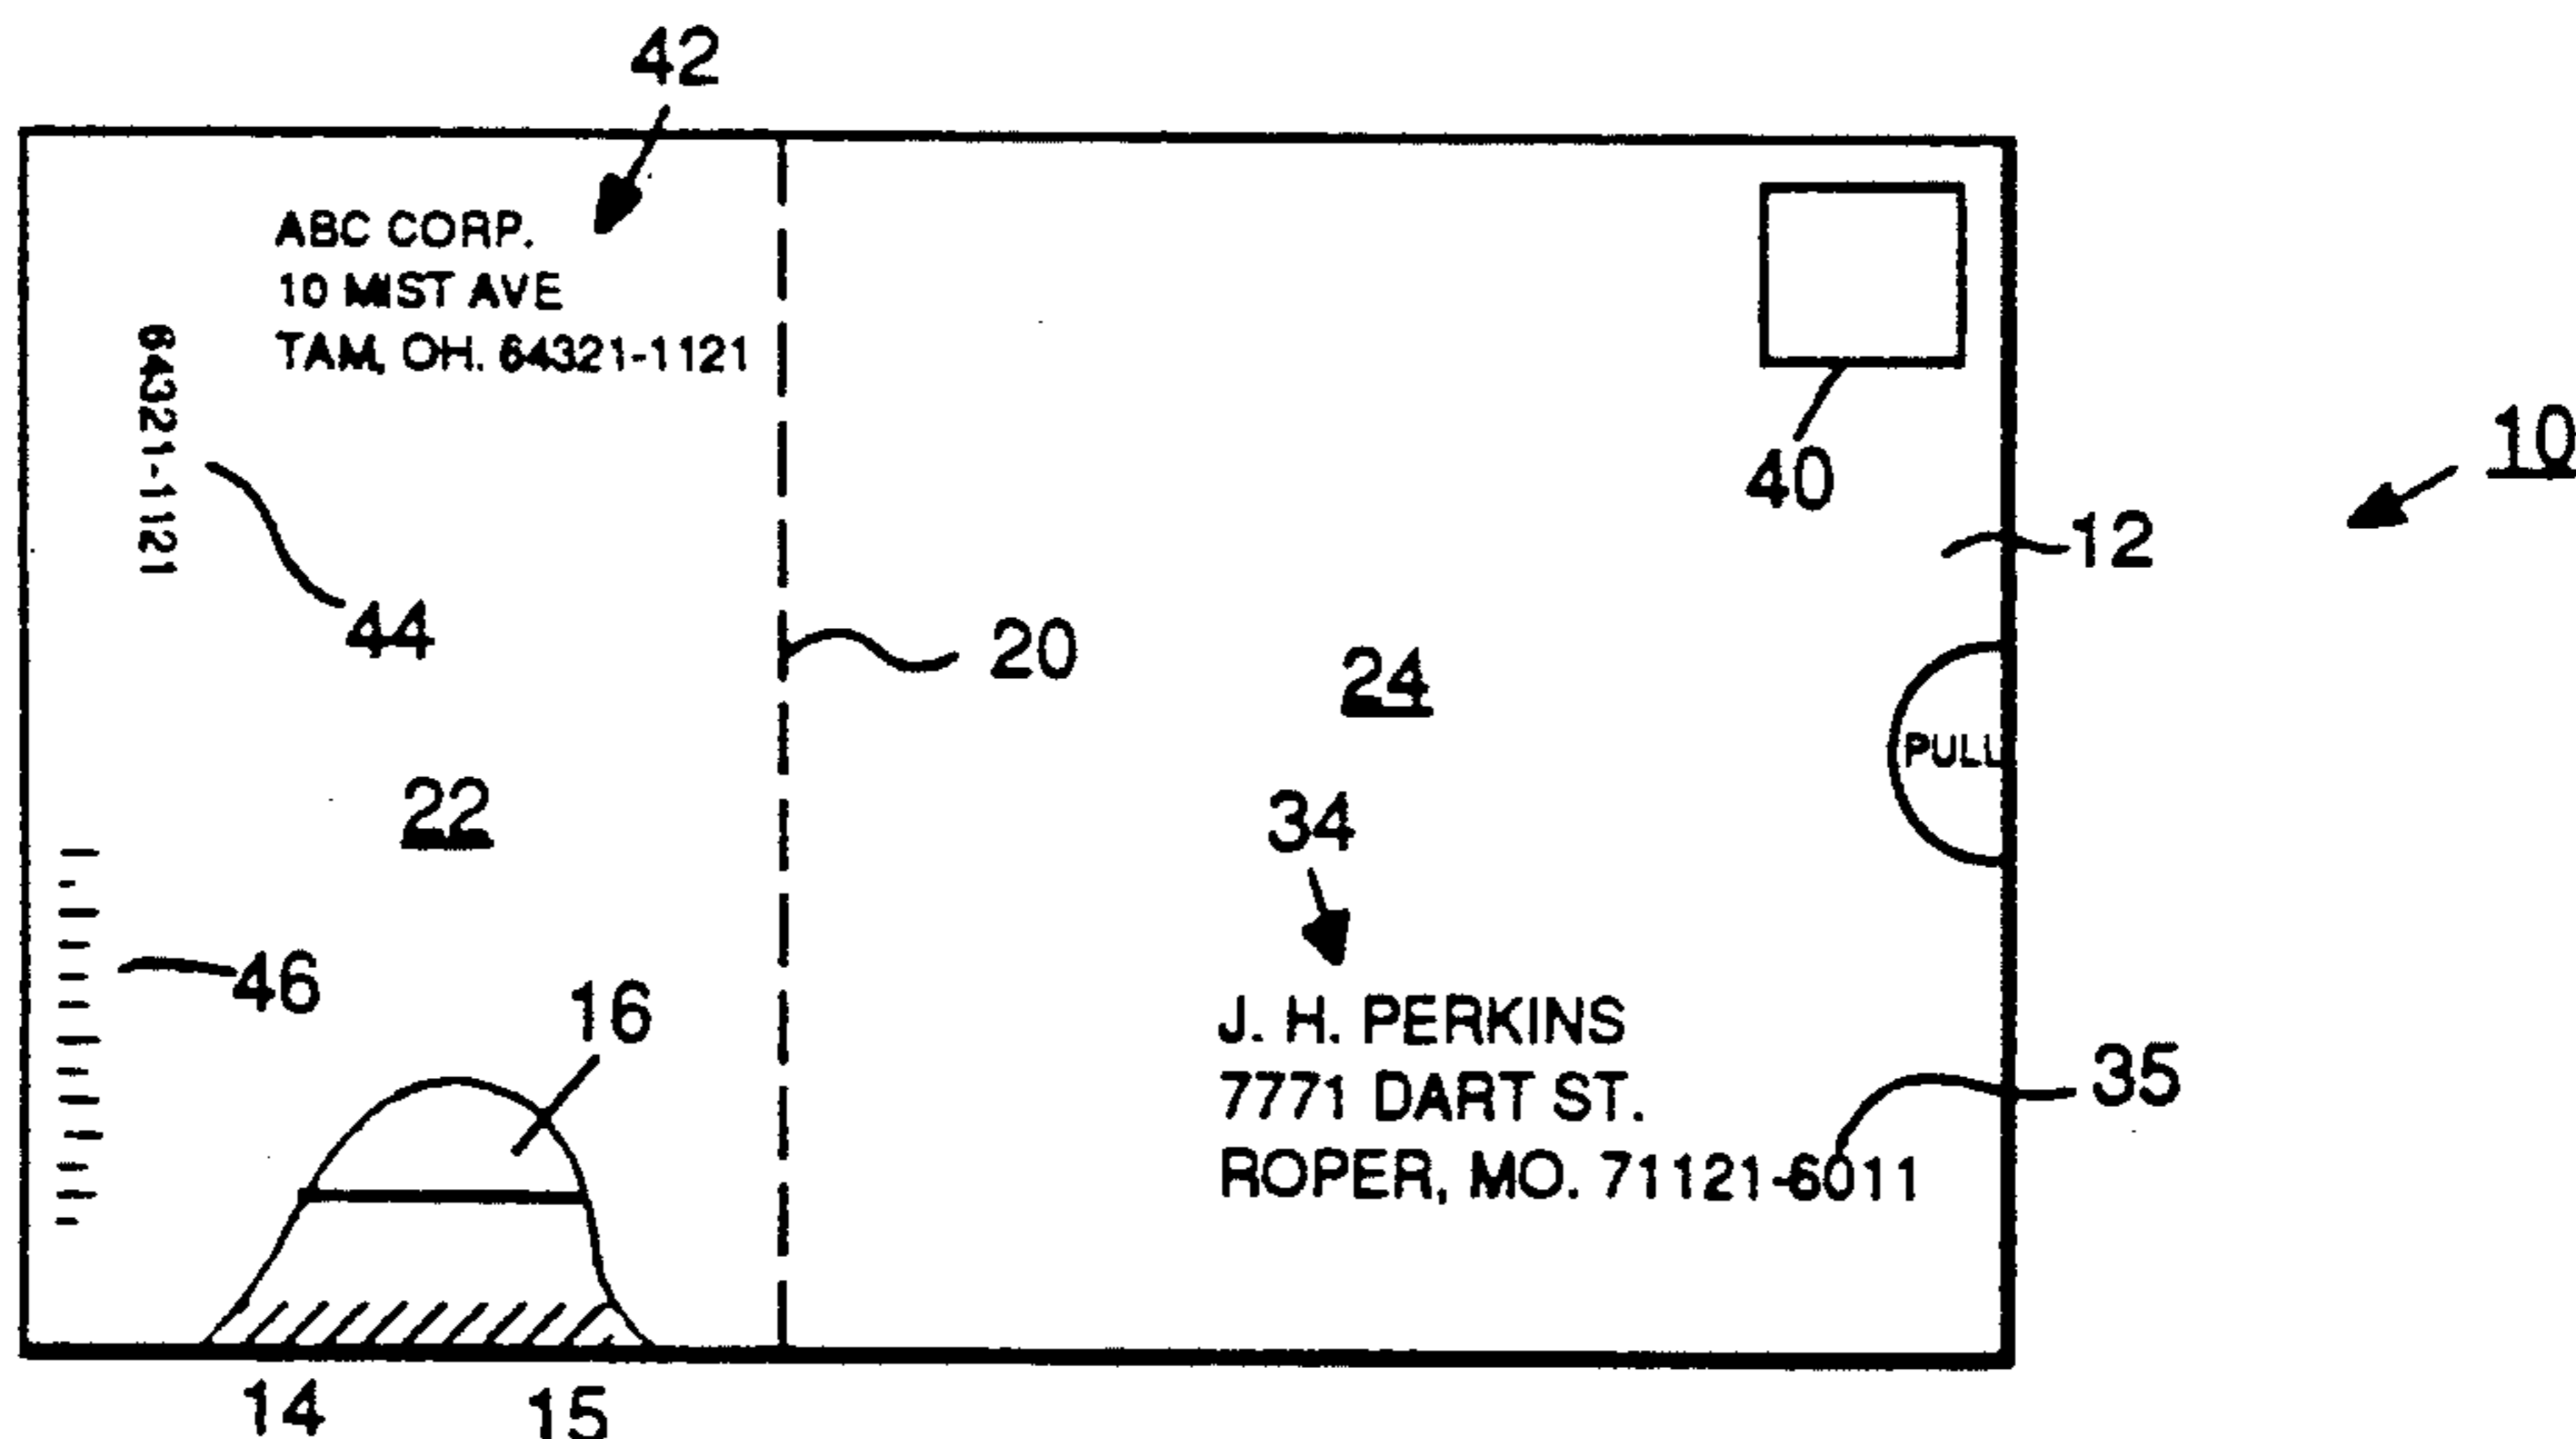 42
ABC CORP.
10 MIST AVE
TAM, OH. 64321-1121
64321-1121
44
40
10
12
20
24
PULL
22
34
46
16
J. H. PERKINS
7771 DART ST.
ROPER, MO. 71121-6011
35
14
15